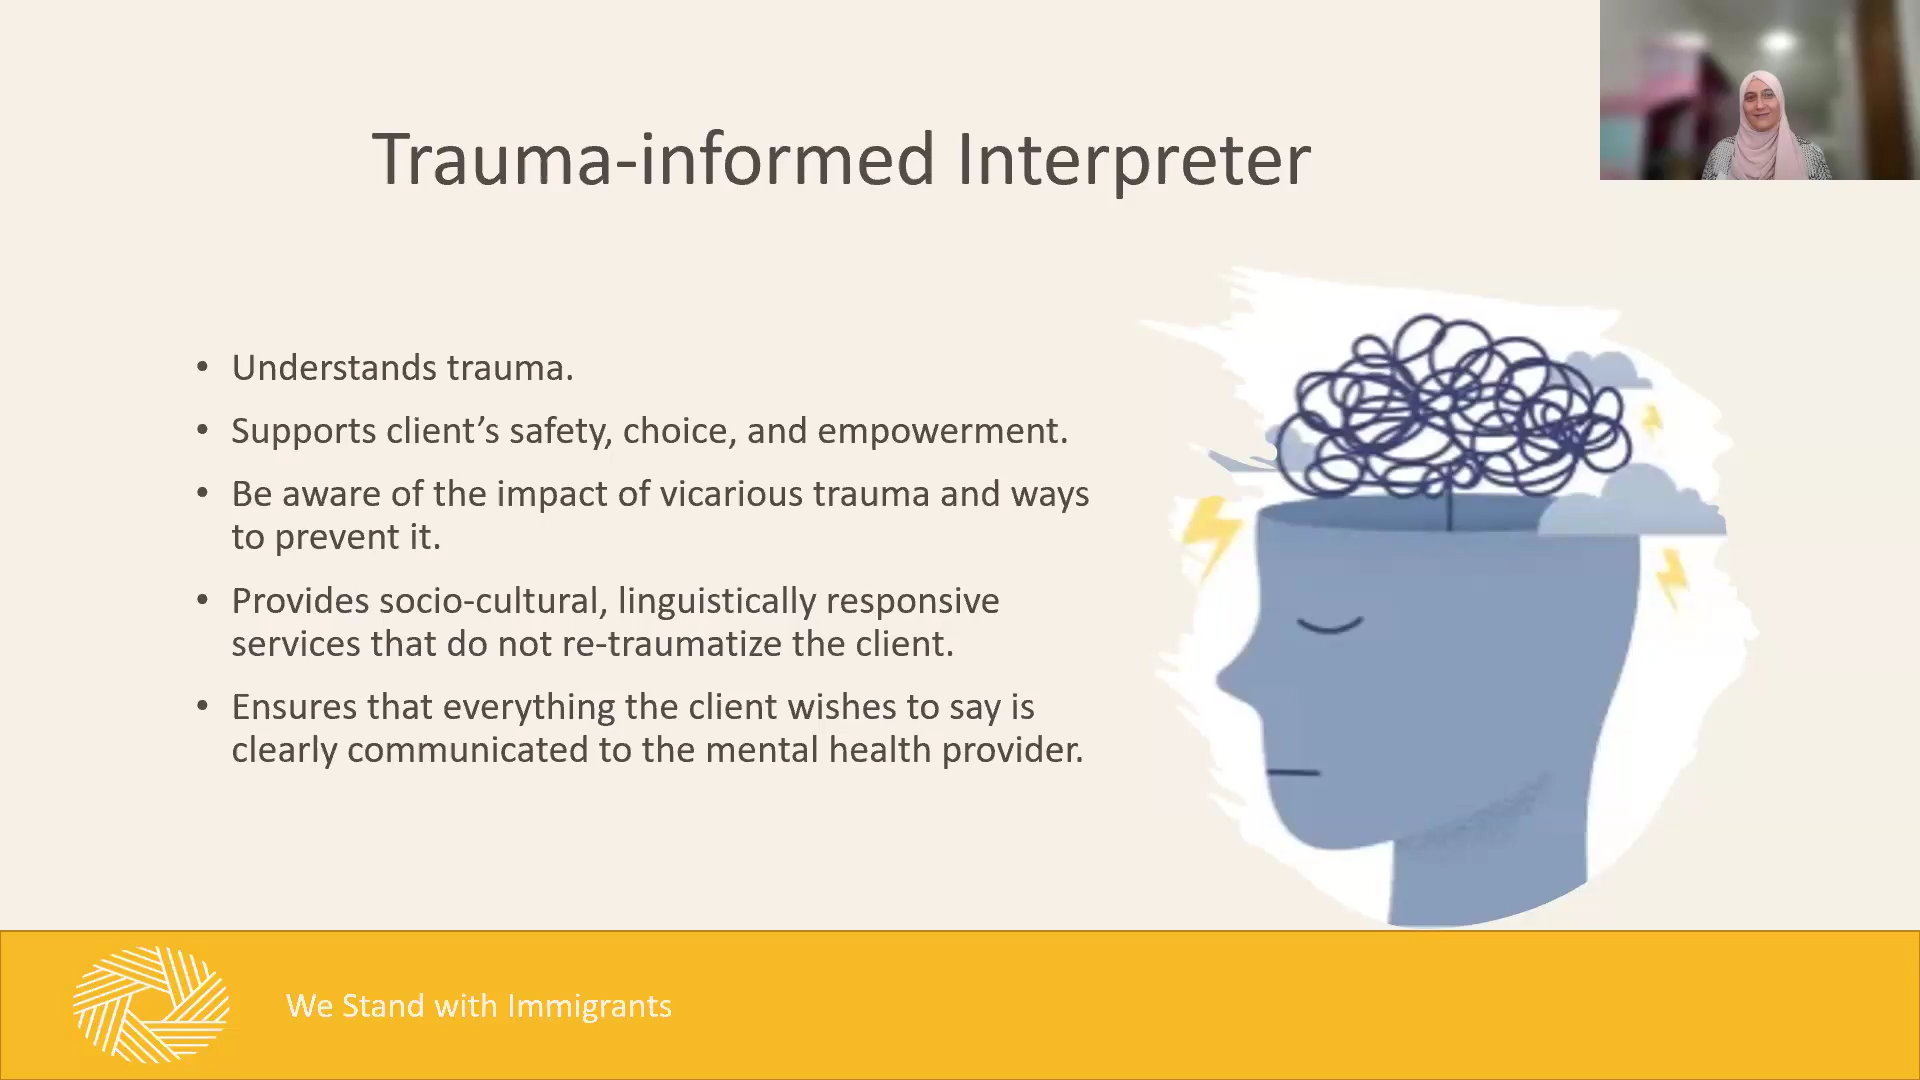 Trauma-informed Interpreter
• Understands trauma.
• Supports client’s safety, choice, and empowerment.
• Be aware of the impact of vicarious trauma and ways
to prevent it.
• Provides socio-cultural, linguistically responsive
services that do not re-traumatize the client.
• Ensures that everything the client wishes to say is
clearly communicated to the mental health provider.
We Stand with Immigrants